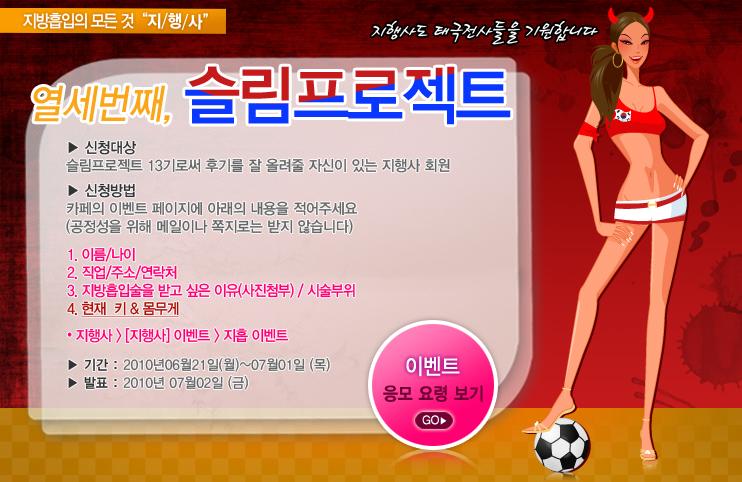 지방흡입의 모든 것 “지/행/사”
지행사도 태극전사들을 기원합니다
열세번째, 슬림프로젝트
▶ 신청대상
슬림프로젝트 13기로써 후기를 잘 올려줄 자신이 있는 지행사 회원
▶ 신청방법
카페의 이벤트 페이지에 아래의 내용을 적어주세요
(공정성을 위해 메일이나 쪽지로는 받지 않습니다)
1. 이름/나이
2. 직업/주소/연락처
3. 지방흡입술을 받고 싶은 이유(사진첨부) / 시술부위
4. 현재 키 & 몸무게
• 지행사 > [지행사] 이벤트 > 지흡 이벤트
▶ 기간 : 2010년06월21일(월)~07월01일 (목)
▶ 발표 : 2010년 07월02일 (금)
이벤트
응모 요령 보기
GO▶